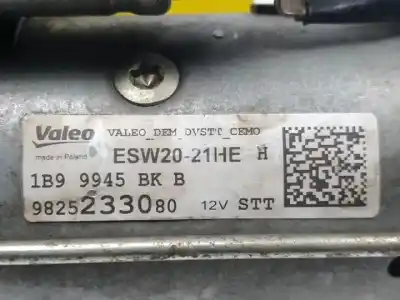 Valeo VALEO_DEM_DVSTT_CEMO
made in Poland ESW20-21HE H
1B9 9945 BK B
9825233080 12V STT